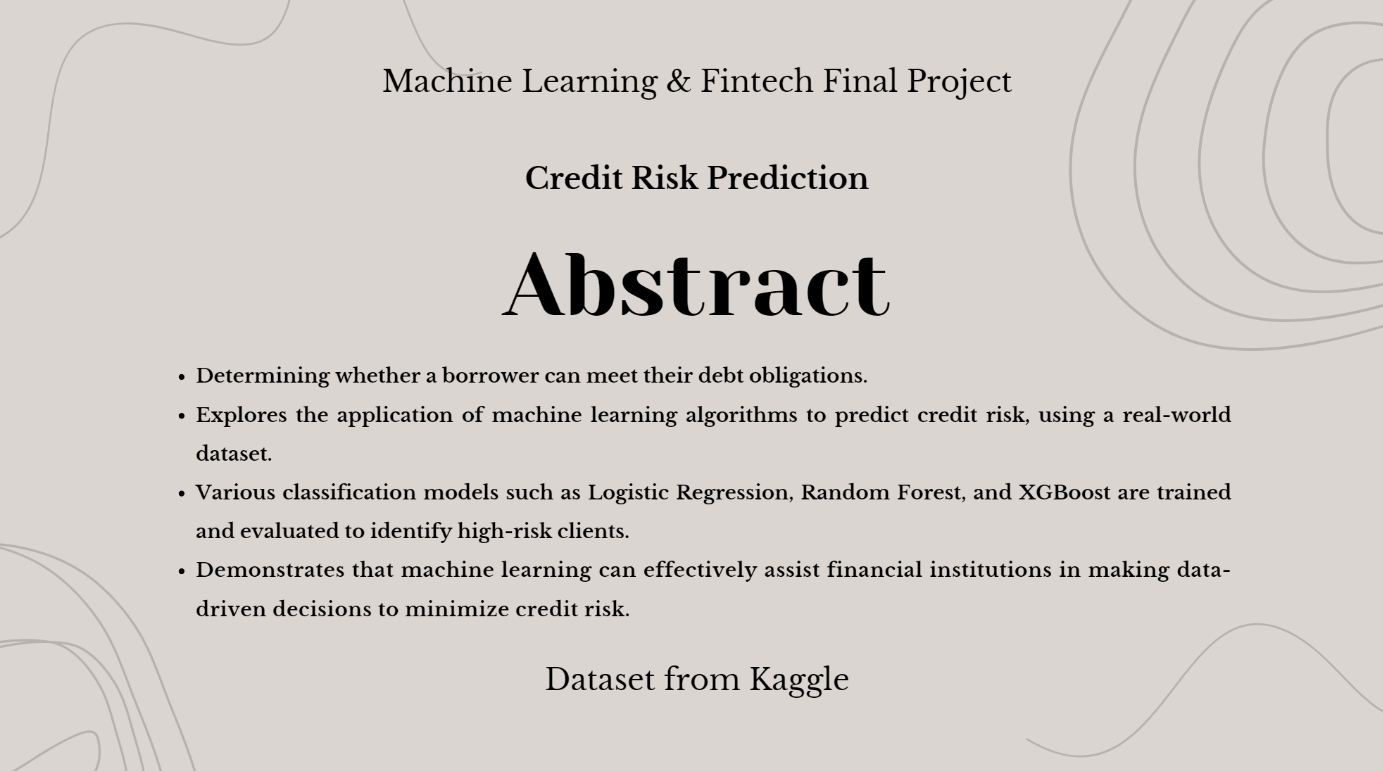 Machine Learning & Fintech Final Project
Credit Risk Prediction
Abstract
• Determining whether a borrower can meet their debt obligations.
• Explores the application of machine learning algorithms to predict credit risk, using a real-world
dataset.
• Various classification models such as Logistic Regression, Random Forest, and XGBoost are trained
and evaluated to identify high-risk clients.
• Demonstrates that machine learning can effectively assist financial institutions in making data-
driven decisions to minimize credit risk.
Dataset from Kaggle